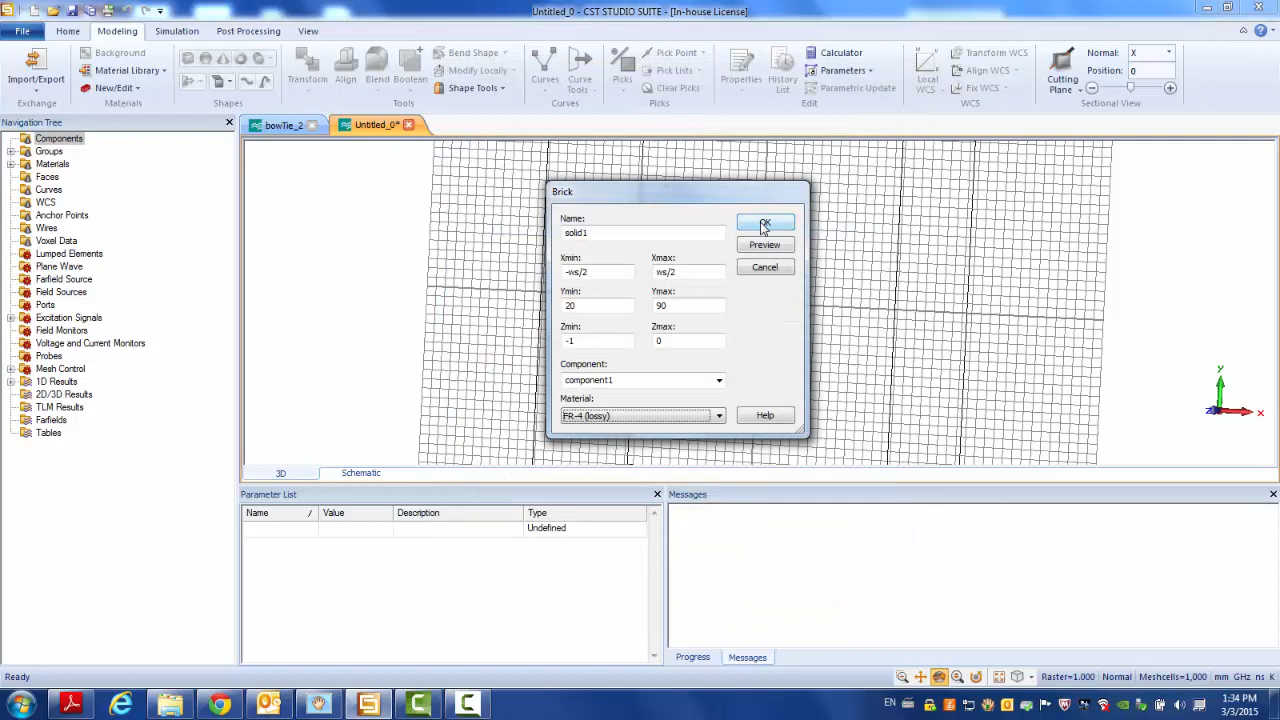 Untitled_0 - CST STUDIO SUITE - [In-house License]
File Home Modeling Simulation Post Processing View
Import/Export
Exchange
Background
Material Library
New/Edit
Materials
Shapes
Transform
Align
Blend
Boolean
Bend Shape
Modify Locally
Shape Tools
Tools
Curves
Curve Tools
Curves
Picks
Pick Point
Pick Lists
Clear Picks
Picks
Properties
History List
Calculator
Parameters
Parametric Update
Edit
Local WCS
Transform WCS
Align WCS
Fix WCS
WCS
Cutting Plane
Normal: X
Position: 0
Sectional View
Navigation Tree
Components
Groups
Materials
Faces
Curves
WCS
Anchor Points
Wires
Voxel Data
Lumped Elements
Plane Wave
Farfield Source
Field Sources
Ports
Excitation Signals
Field Monitors
Voltage and Current Monitors
Probes
Mesh Control
1D Results
2D/3D Results
TLM Results
Farfields
Tables
bowTie_2
Untitled_0*
Brick
Name:
solid1
OK
Preview
Cancel
Xmin: Xmax:
-ws/2 ws/2
Ymin: Ymax:
20 90
Zmin: Zmax:
-1 0
Component:
component1
Material:
FR-4 (lossy)
Help
y
x
z
3D Schematic
Parameter List
Name / Value Description Type
Undefined
Messages
Progress Messages
Ready
Raster=1.000 Normal Meshcells=1,000 mm GHz ns K
EN
1:34 PM
3/3/2015